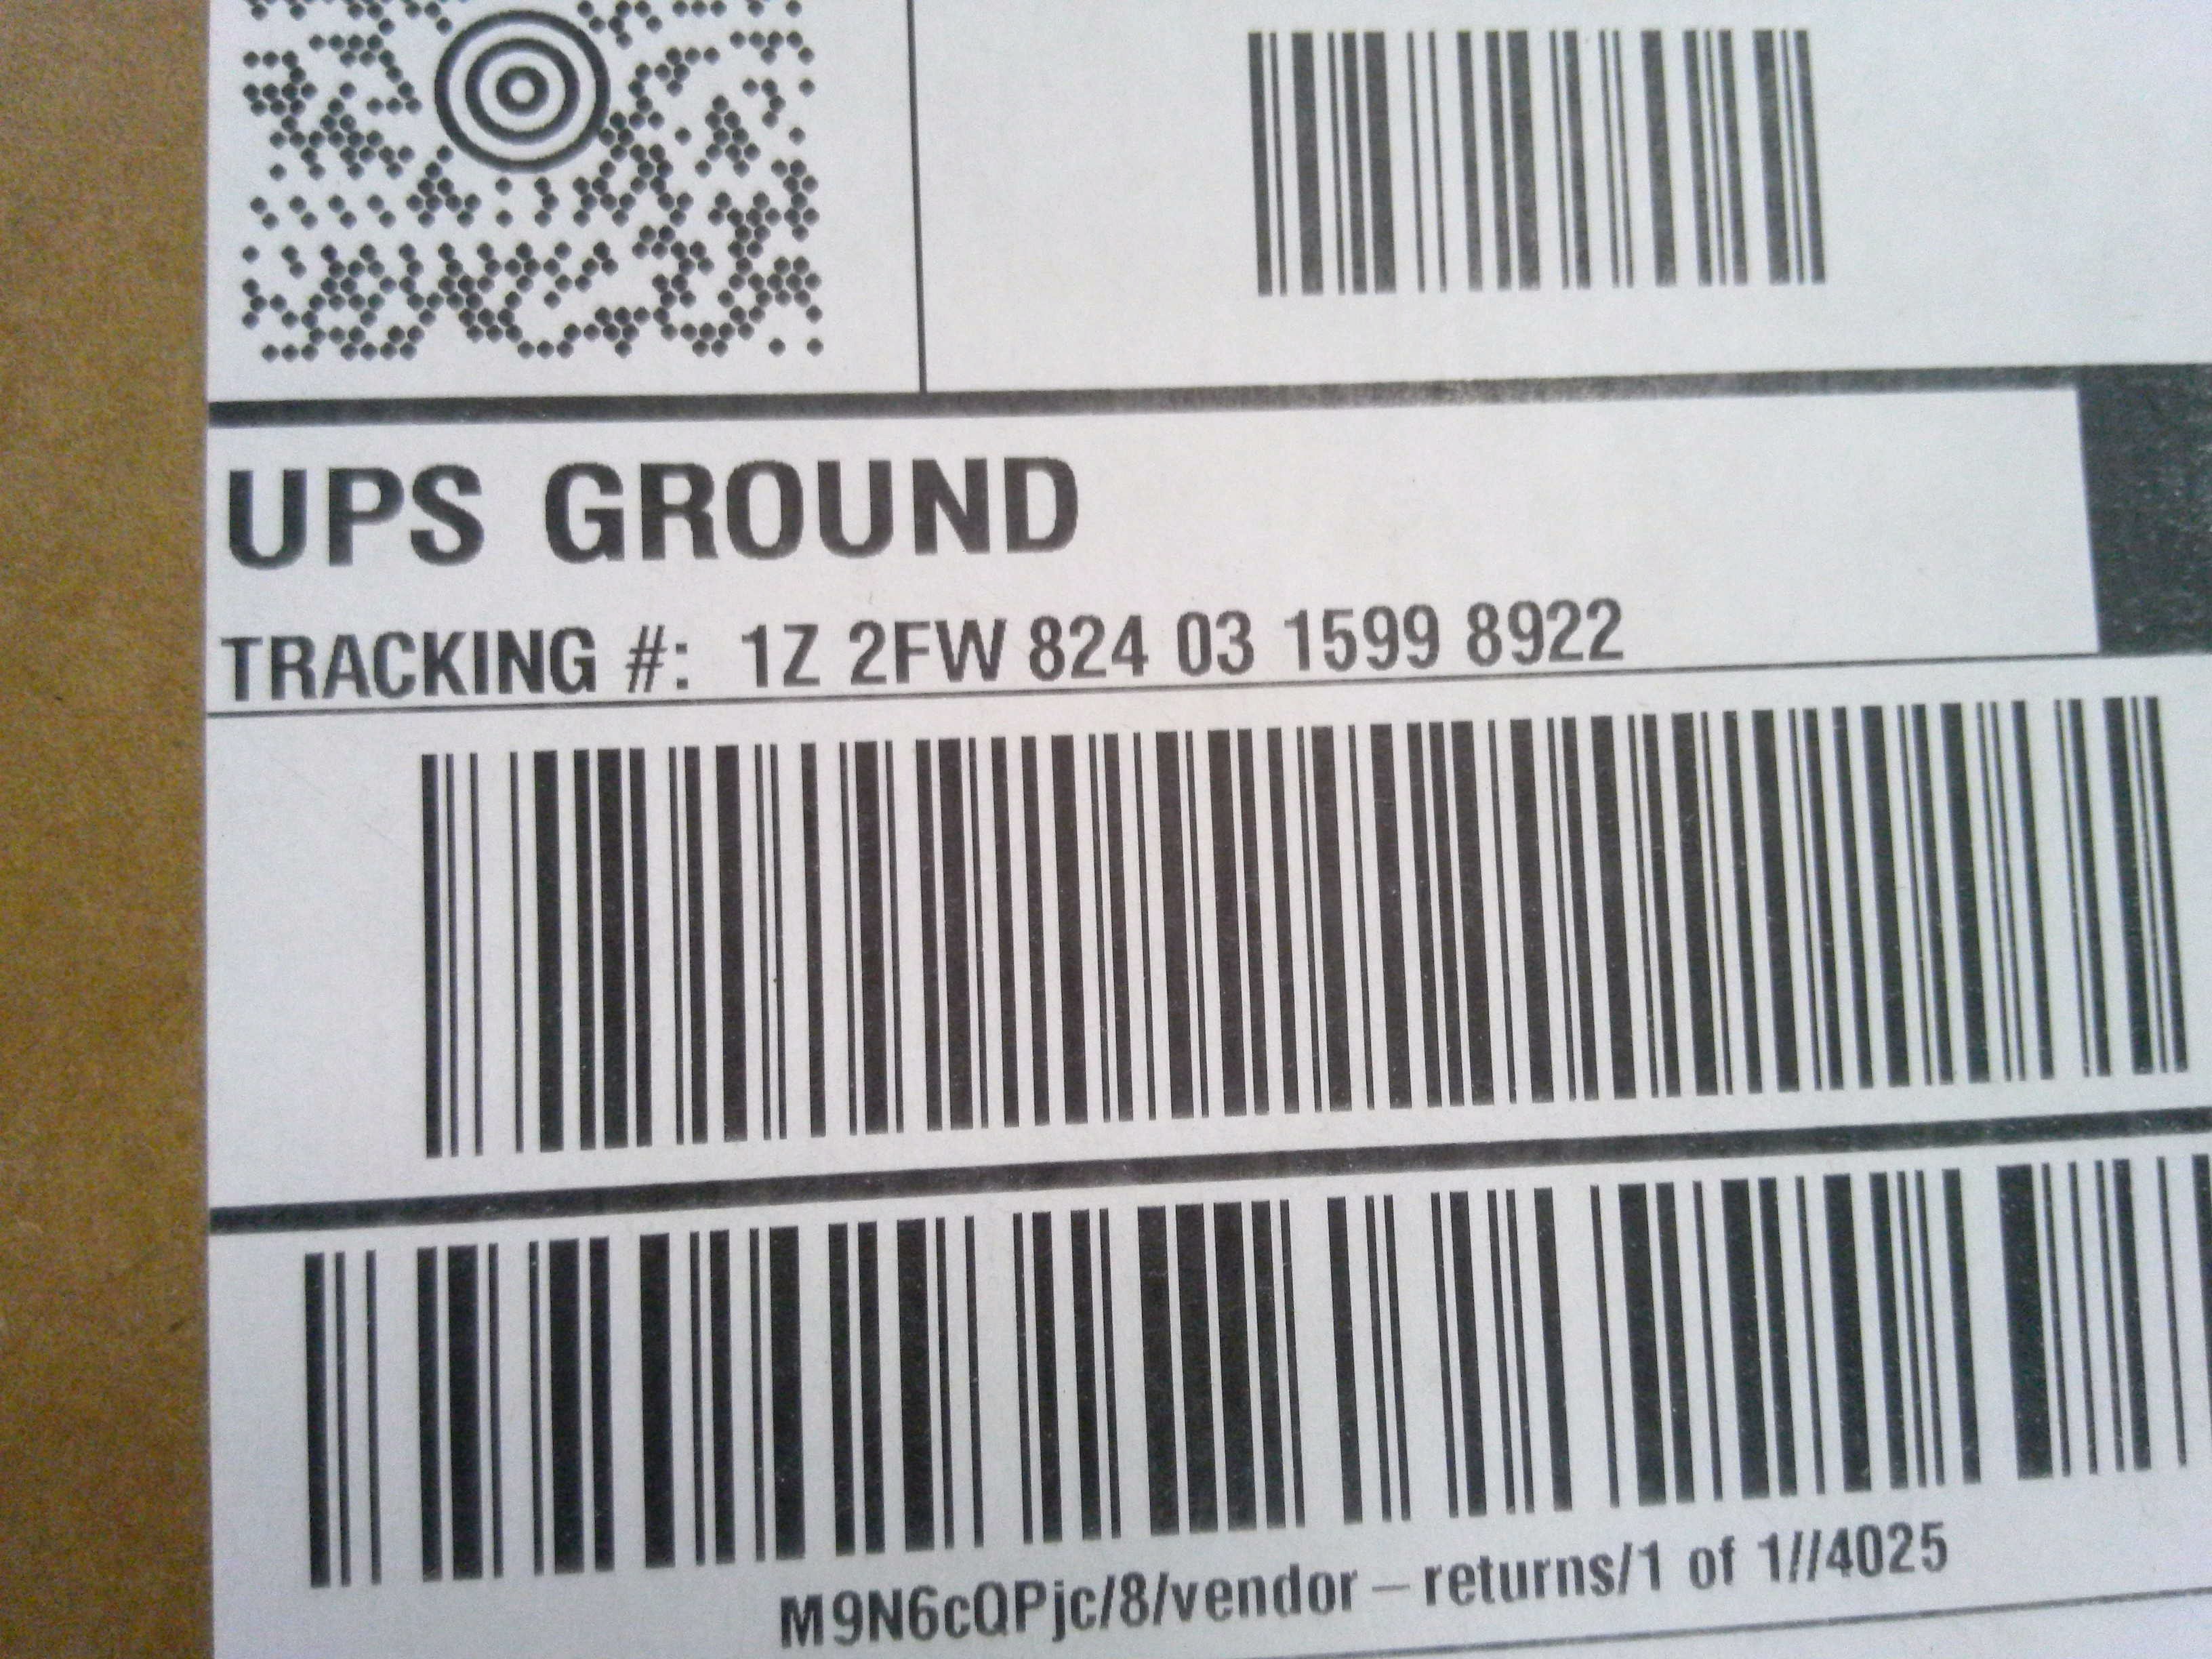 UPS GROUND
TRACKING #: 1Z 2FW 824 03 1599 8922
M9N6cQPjc/8/vendor – returns/1 of 1//4025